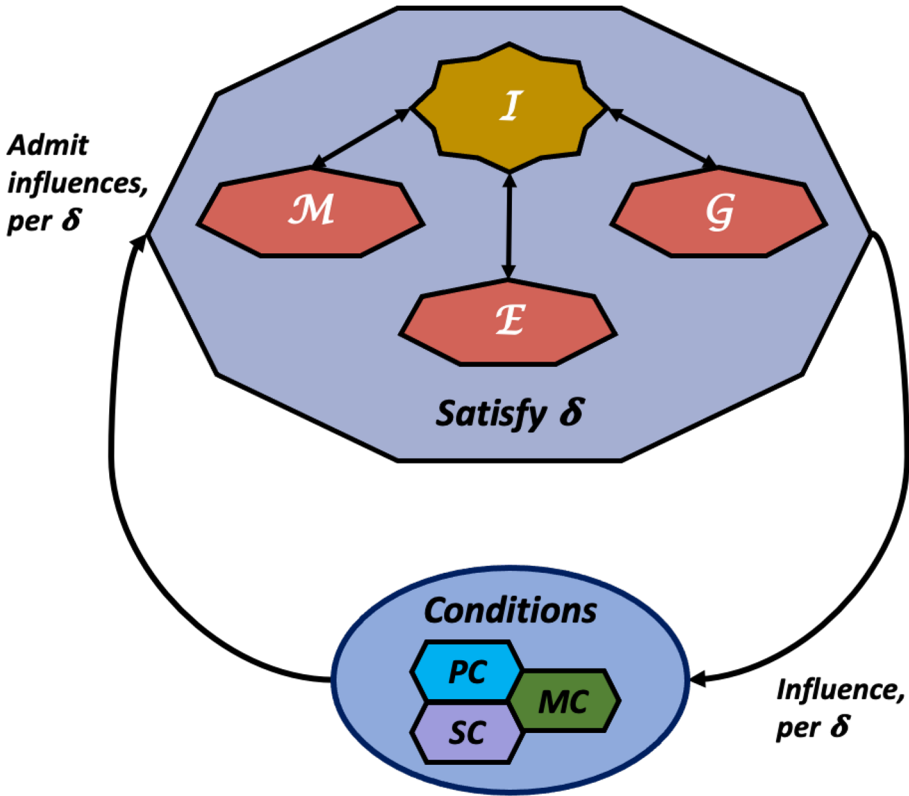 ℐ
Admit
influences,
per δ
ℳ
𝒢
ℰ
Satisfy δ
Conditions
PC
MC
SC
Influence,
per δ